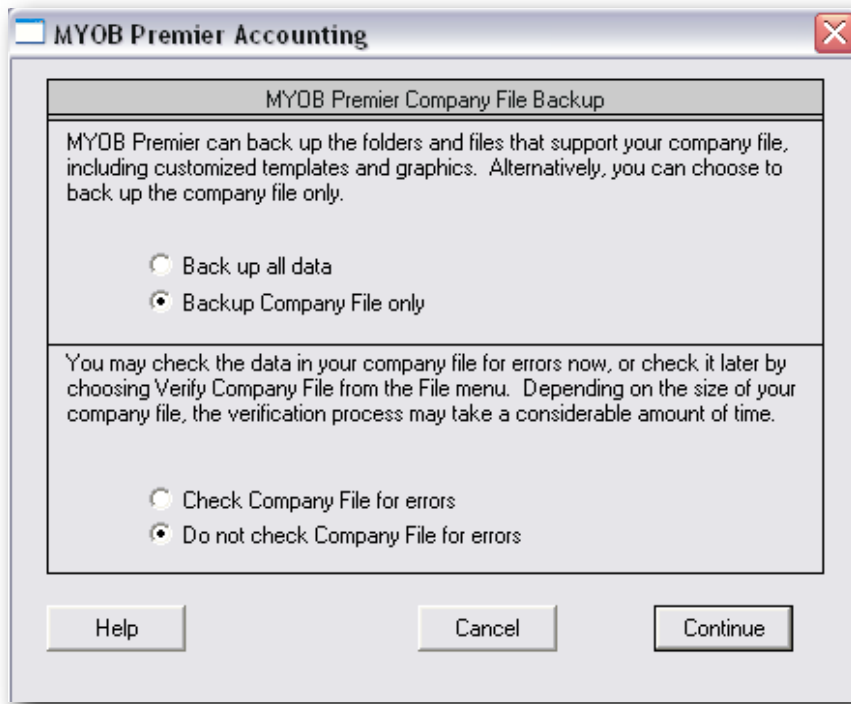 MYOB Premier Accounting
MYOB Premier Company File Backup
MYOB Premier can back up the folders and files that support your company file,
including customized templates and graphics.  Alternatively, you can choose to
back up the company file only.
Back up all data
Backup Company File only
You may check the data in your company file for errors now, or check it later by
choosing Verify Company File from the File menu.  Depending on the size of your
company file, the verification process may take a considerable amount of time.
Check Company File for errors
Do not check Company File for errors
Help
Cancel
Continue